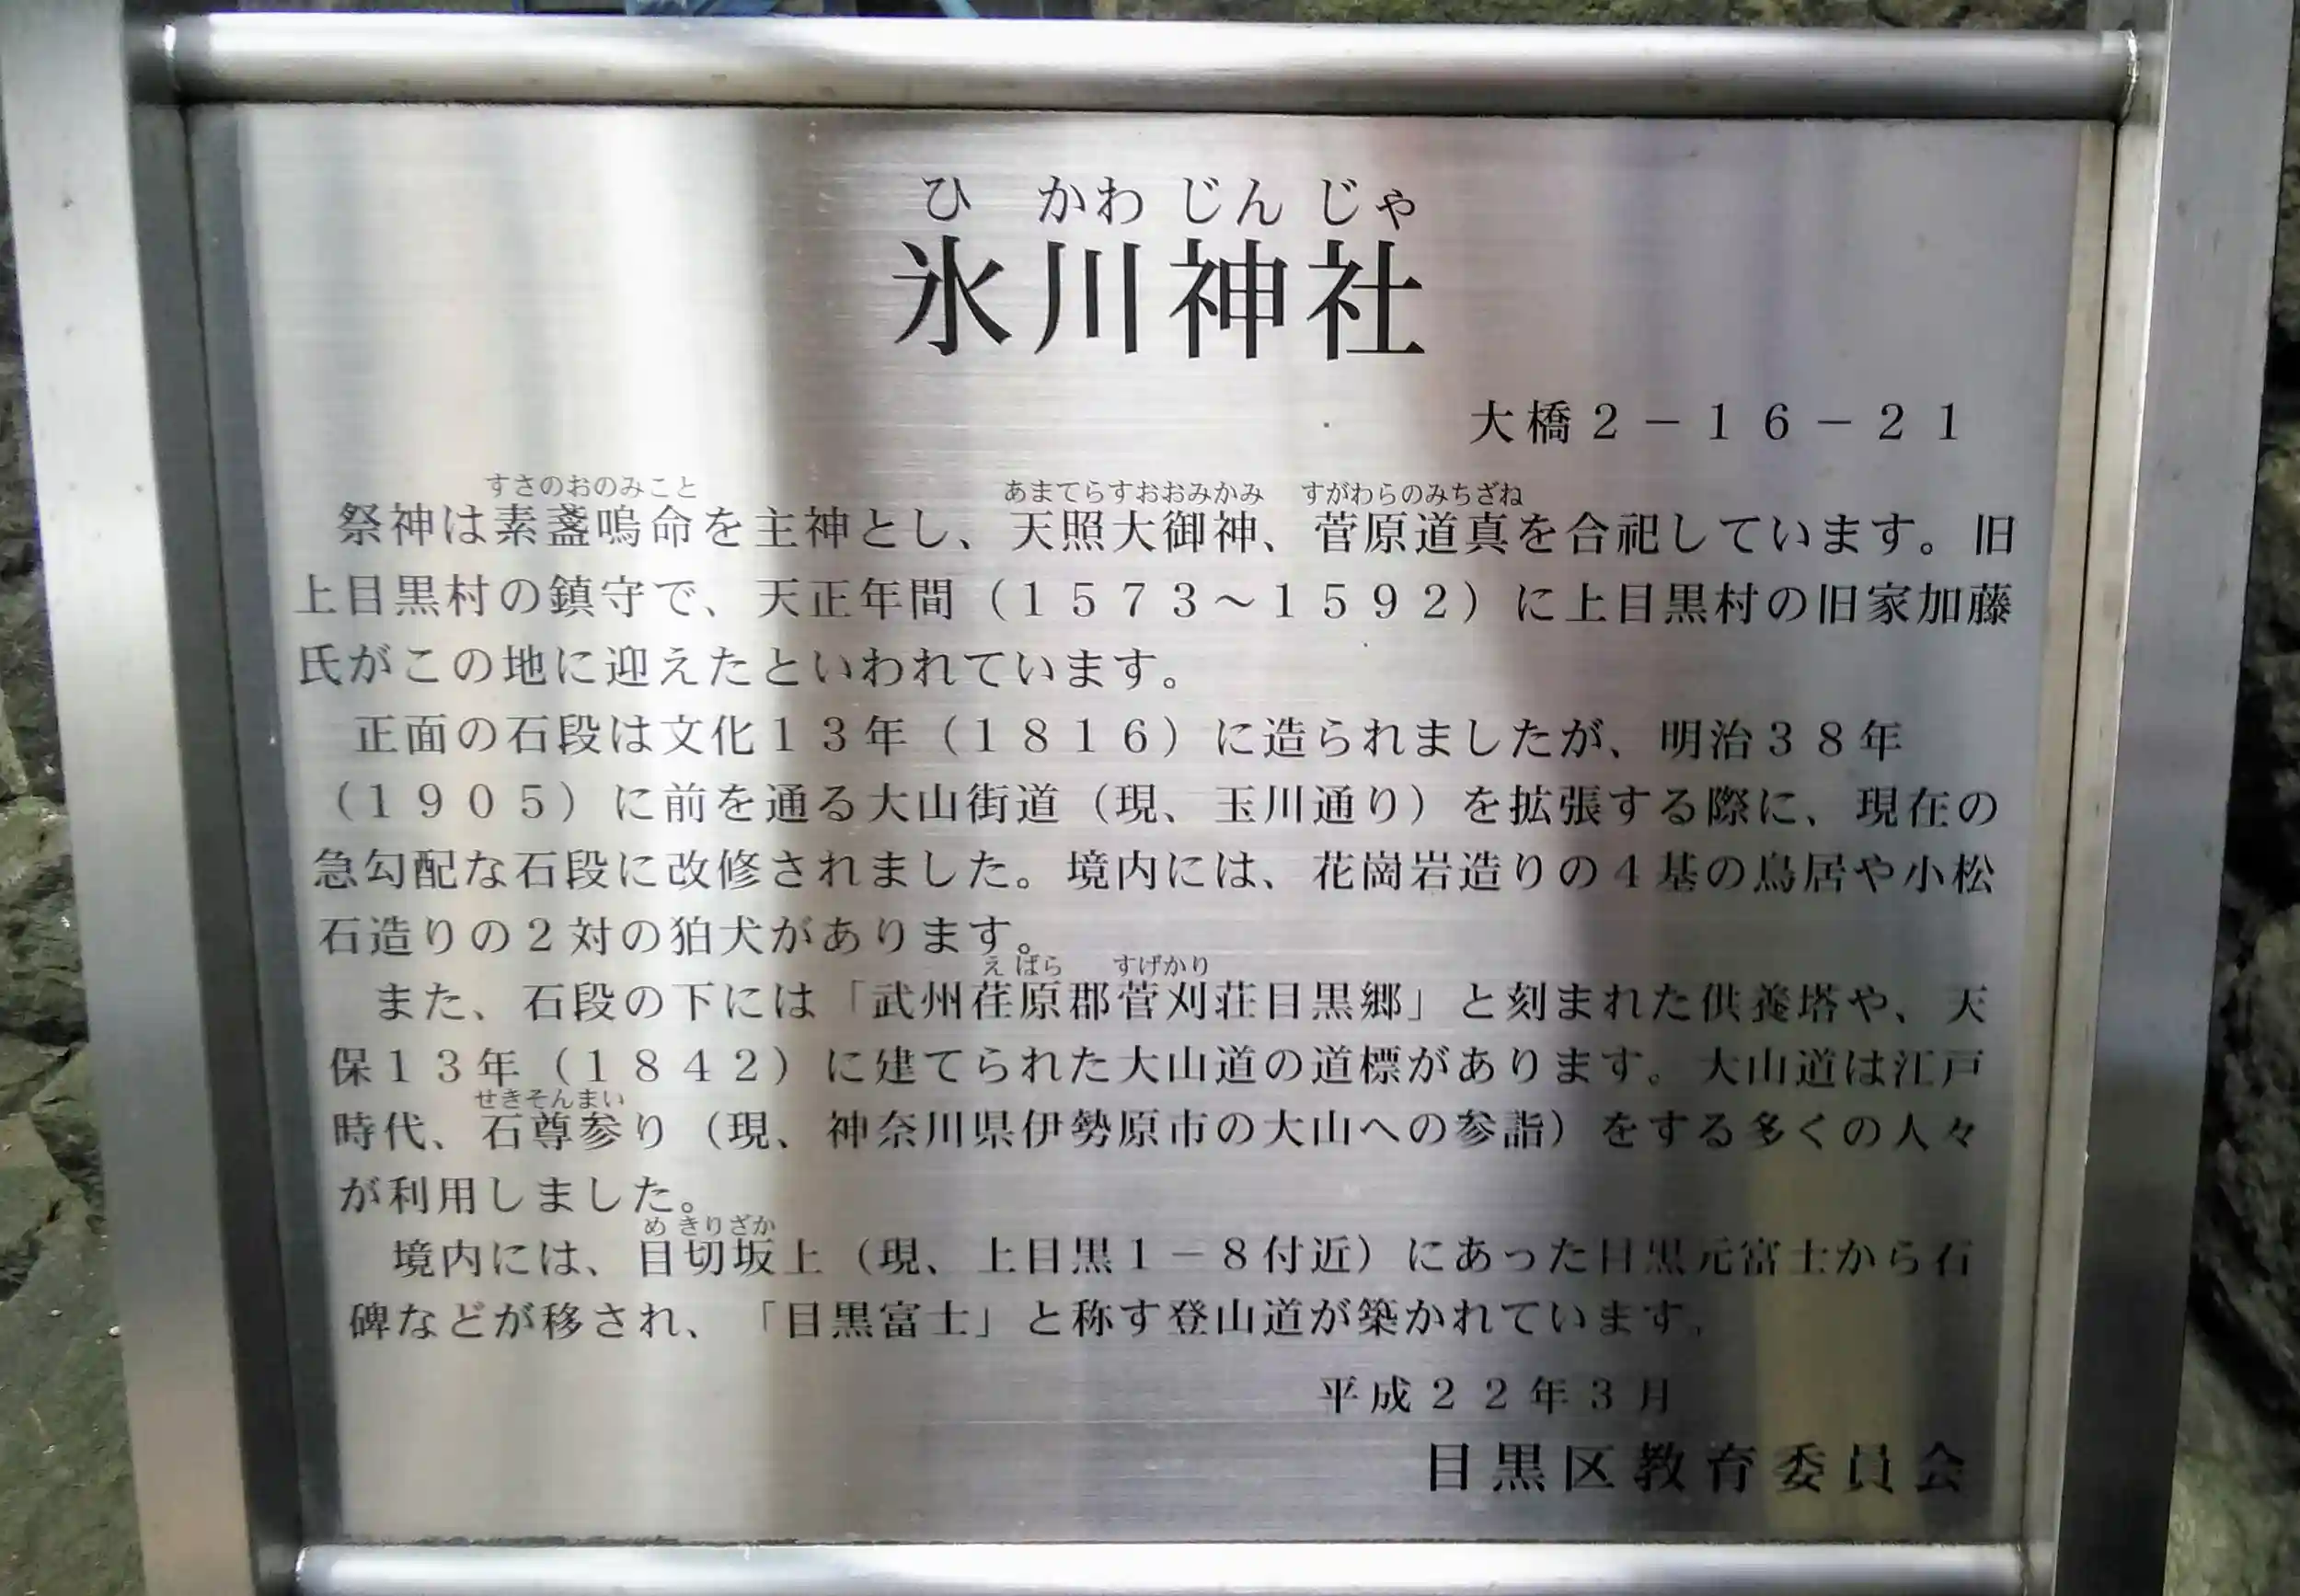 ひかわじんじゃ
氷川神社
大橋2－16－21
すさのおのみこと あまてらすおおみかみ すがわらのみちざね
祭神は素盞嗚命を主神とし、天照大御神、菅原道真を合祀しています。旧
上目黒村の鎮守で、天正年間（1573～1592）に上目黒村の旧家加藤
氏がこの地に迎えたといわれています。
正面の石段は文化13年（1816）に造られましたが、明治38年
（1905）に前を通る大山街道（現、玉川通り）を拡張する際に、現在の
急勾配な石段に改修されました。境内には、花崗岩造りの4基の鳥居や小松
石造りの2対の狛犬があります。
えばら すげかり
また、石段の下には「武州荏原郡菅刈荘目黒郷」と刻まれた供養塔や、天
保13年（1842）に建てられた大山道の道標があります。大山道は江戸
せきそんまい
時代、石尊参り（現、神奈川県伊勢原市の大山への参詣）をする多くの人々
が利用しました。
めきりざか
境内には、目切坂上（現、上目黒1－8付近）にあった目黒元富士から石
碑などが移され、「目黒富士」と称す登山道が築かれています。
平成22年3月
目黒区教育委員会